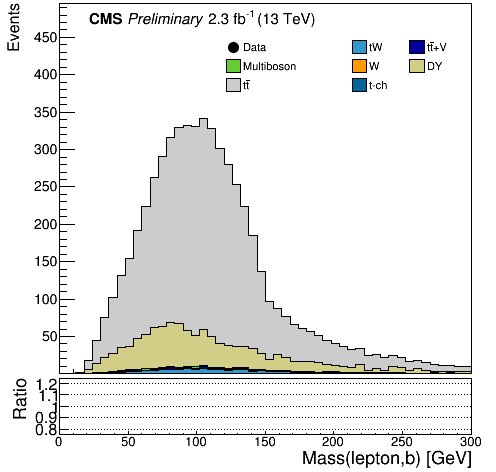 CMS Preliminary 2.3 fb⁻¹ (13 TeV)
Events
450
400
350
300
250
200
150
100
50
Data
Multiboson
tt̄
tW
W
t-ch
tt̄+V
DY
Ratio
1.2
1.1
1
0.9
0.8
0 50 100 150 200 250 300
Mass(lepton,b) [GeV]